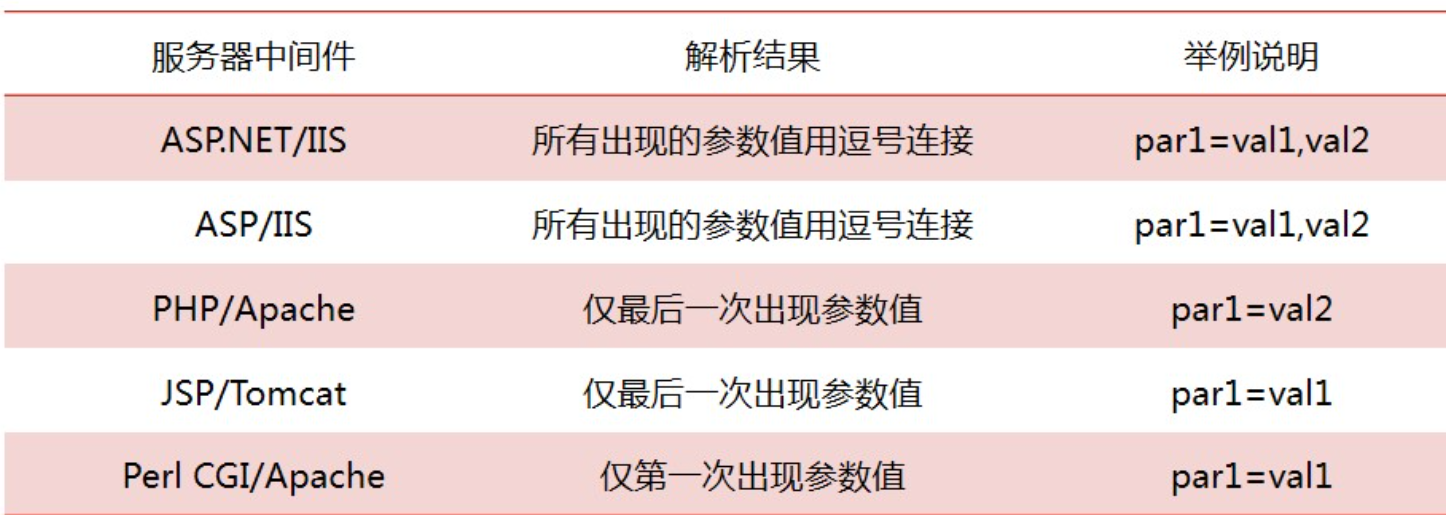 服务器中间件 解析结果 举例说明
ASP.NET/IIS 所有出现的参数值用逗号连接 par1=val1,val2
ASP/IIS 所有出现的参数值用逗号连接 par1=val1,val2
PHP/Apache 仅最后一次出现参数值 par1=val2
JSP/Tomcat 仅最后一次出现参数值 par1=val1
Perl CGI/Apache 仅第一次出现参数值 par1=val1